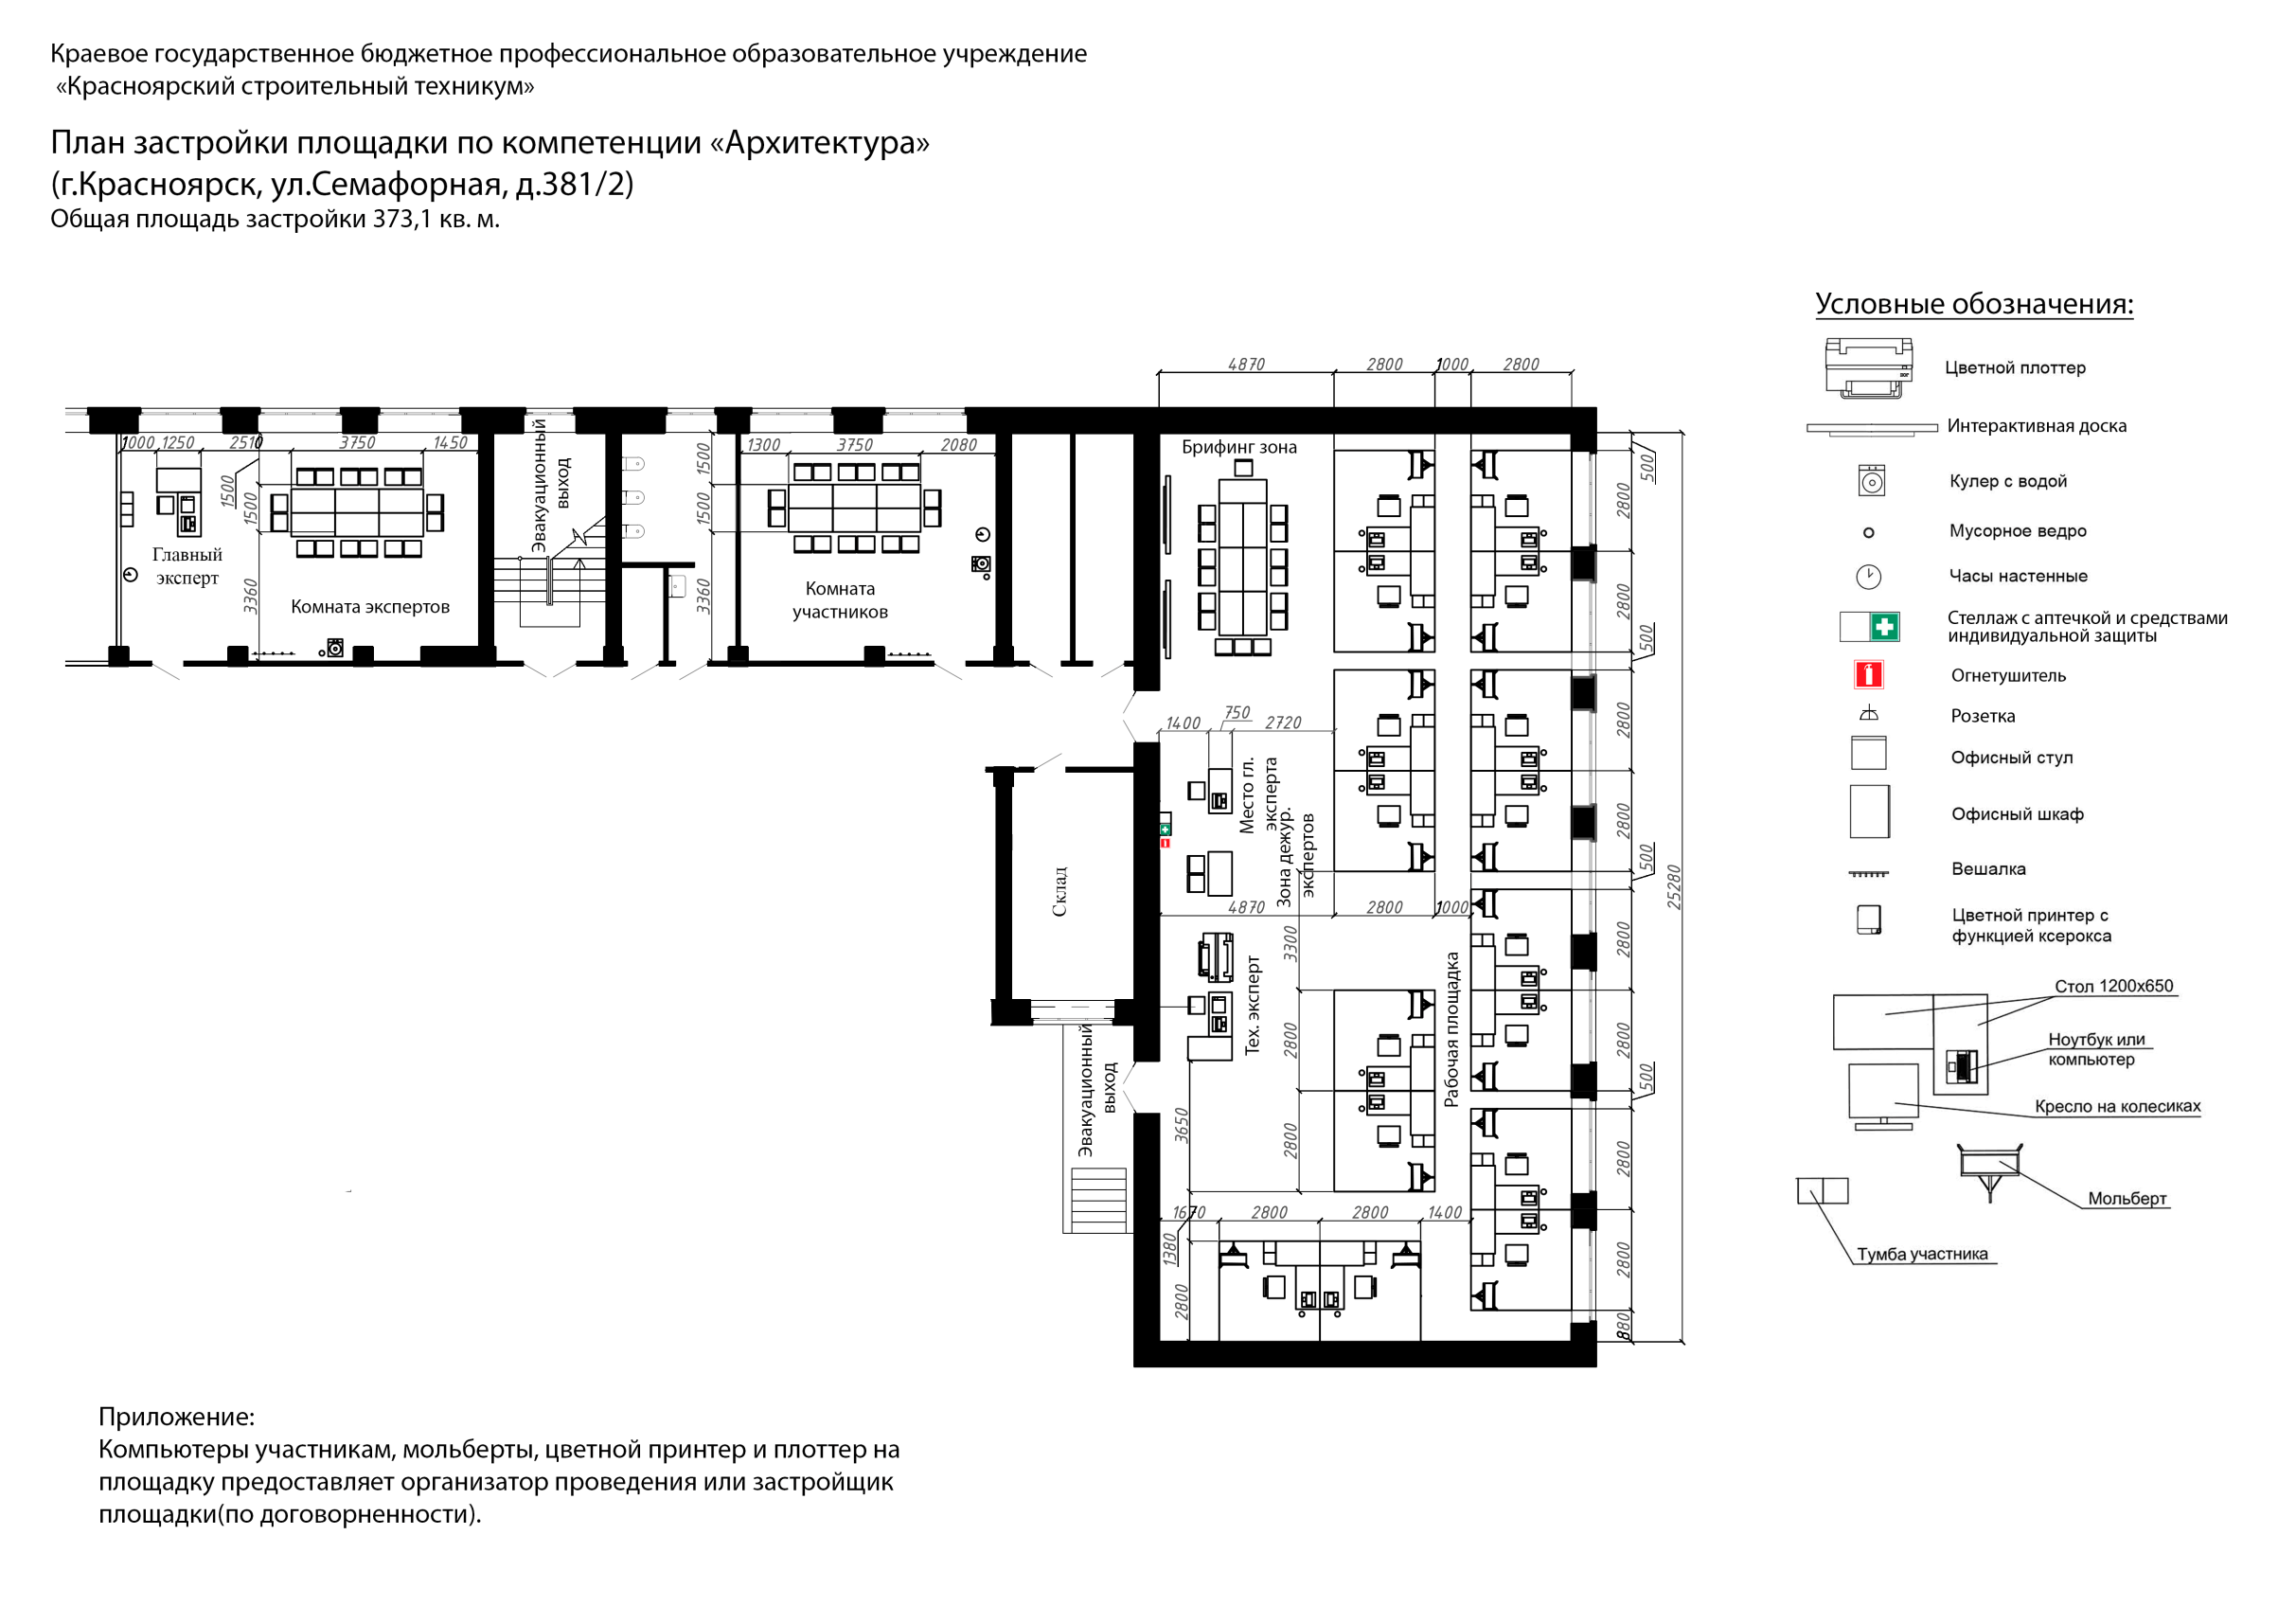 Краевое государственное бюджетное профессиональное образовательное учреждение
«Красноярский строительный техникум»
План застройки площадки по компетенции «Архитектура»
(г.Красноярск, ул.Семафорная, д.381/2)
Общая площадь застройки 373,1 кв. м.
Условные обозначения:
Цветной плоттер
Интерактивная доска
Кулер с водой
Мусорное ведро
Часы настенные
Стеллаж с аптечкой и средствами
индивидуальной защиты
Огнетушитель
Розетка
Офисный стул
Офисный шкаф
Вешалка
Цветной принтер с
функцией ксерокса
Стол 1200х650
Ноутбук или
компьютер
Кресло на колесиках
Мольберт
Тумба участника
4870 2800 1000 2800
1000 1250 2510 3750 1450
1500
1500
3360
Главный
эксперт
Комната экспертов
Эвакуационный
выход
1500
1500
3360
1300 3750 2080
Комната
участников
Брифинг зона
1400 750 2720
Место гл.
эксперта
Зона дежур.
экспертов
4870 2800 1000
Склад
Тех. эксперт
3300
2800
2800
Рабочая площадка
Эвакуационный
выход
3650
1670 2800 2800 1400
1380
2800
500
2800
2800
500
2800
2800
500
2800
2800
500
2800
2800
880
25280
Приложение:
Компьютеры участникам, мольберты, цветной принтер и плоттер на
площадку предоставляет организатор проведения или застройщик
площадки(по договорненности).